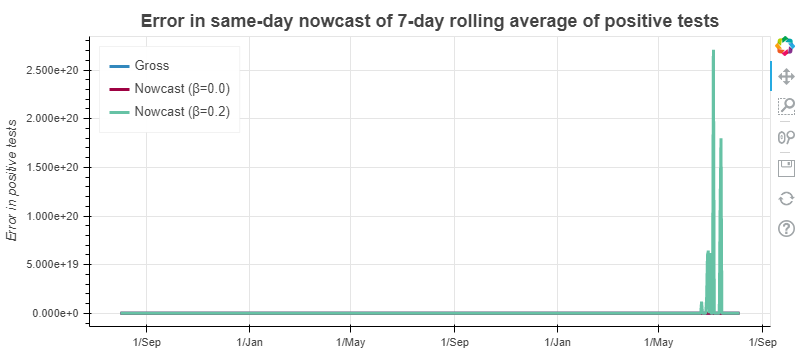 Error in same-day nowcast of 7-day rolling average of positive tests
Gross
Nowcast (β=0.0)
Nowcast (β=0.2)
Error in positive tests
2.500e+20
2.000e+20
1.500e+20
1.000e+20
5.000e+19
0.000e+0
1/Sep 1/Jan 1/May 1/Sep 1/Jan 1/May 1/Sep